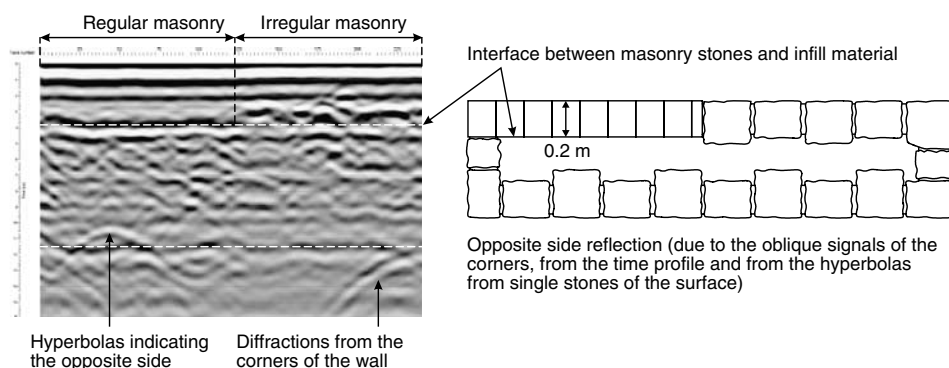 Regular masonry
Irregular masonry
Interface between masonry stones and infill material
0.2 m
Opposite side reflection (due to the oblique signals of the
corners, from the time profile and from the hyperbolas
from single stones of the surface)
Hyperbolas indicating
the opposite side
Diffractions from the
corners of the wall